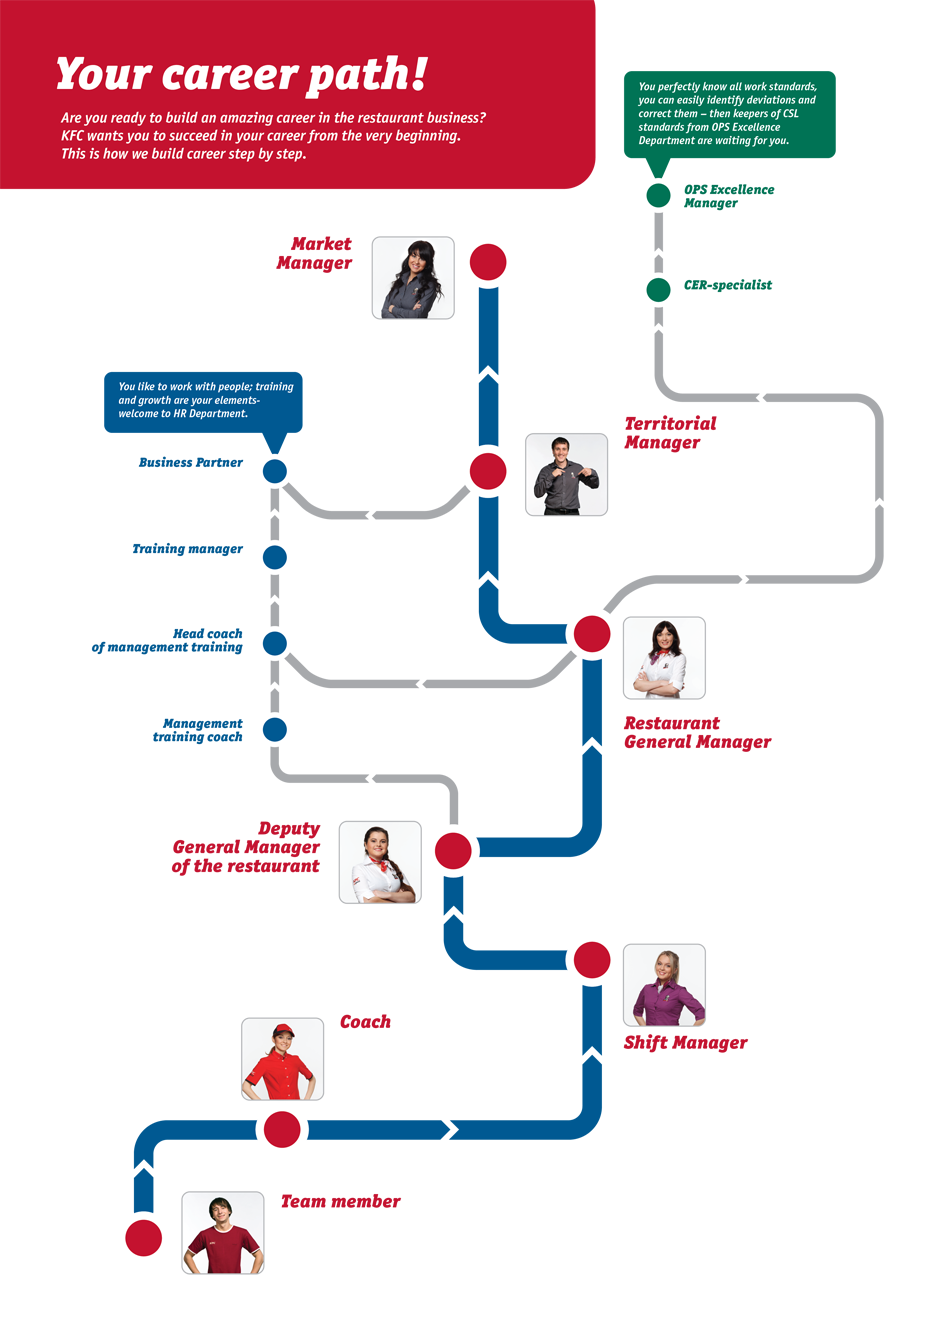 Your career path!
Are you ready to build an amazing career in the restaurant business?
KFC wants you to succeed in your career from the very beginning.
This is how we build career step by step.
You perfectly know all work standards,
you can easily identify deviations and
correct them – then keepers of CSL
standards from OPS Excellence
Department are waiting for you.
OPS Excellence
Manager
Market
Manager
CER-specialist
You like to work with people; training
and growth are your elements-
welcome to HR Department.
Territorial
Manager
Business Partner
Training manager
Head coach
of management training
Restaurant
General Manager
Management
training coach
Deputy
General Manager
of the restaurant
Coach
Shift Manager
Team member